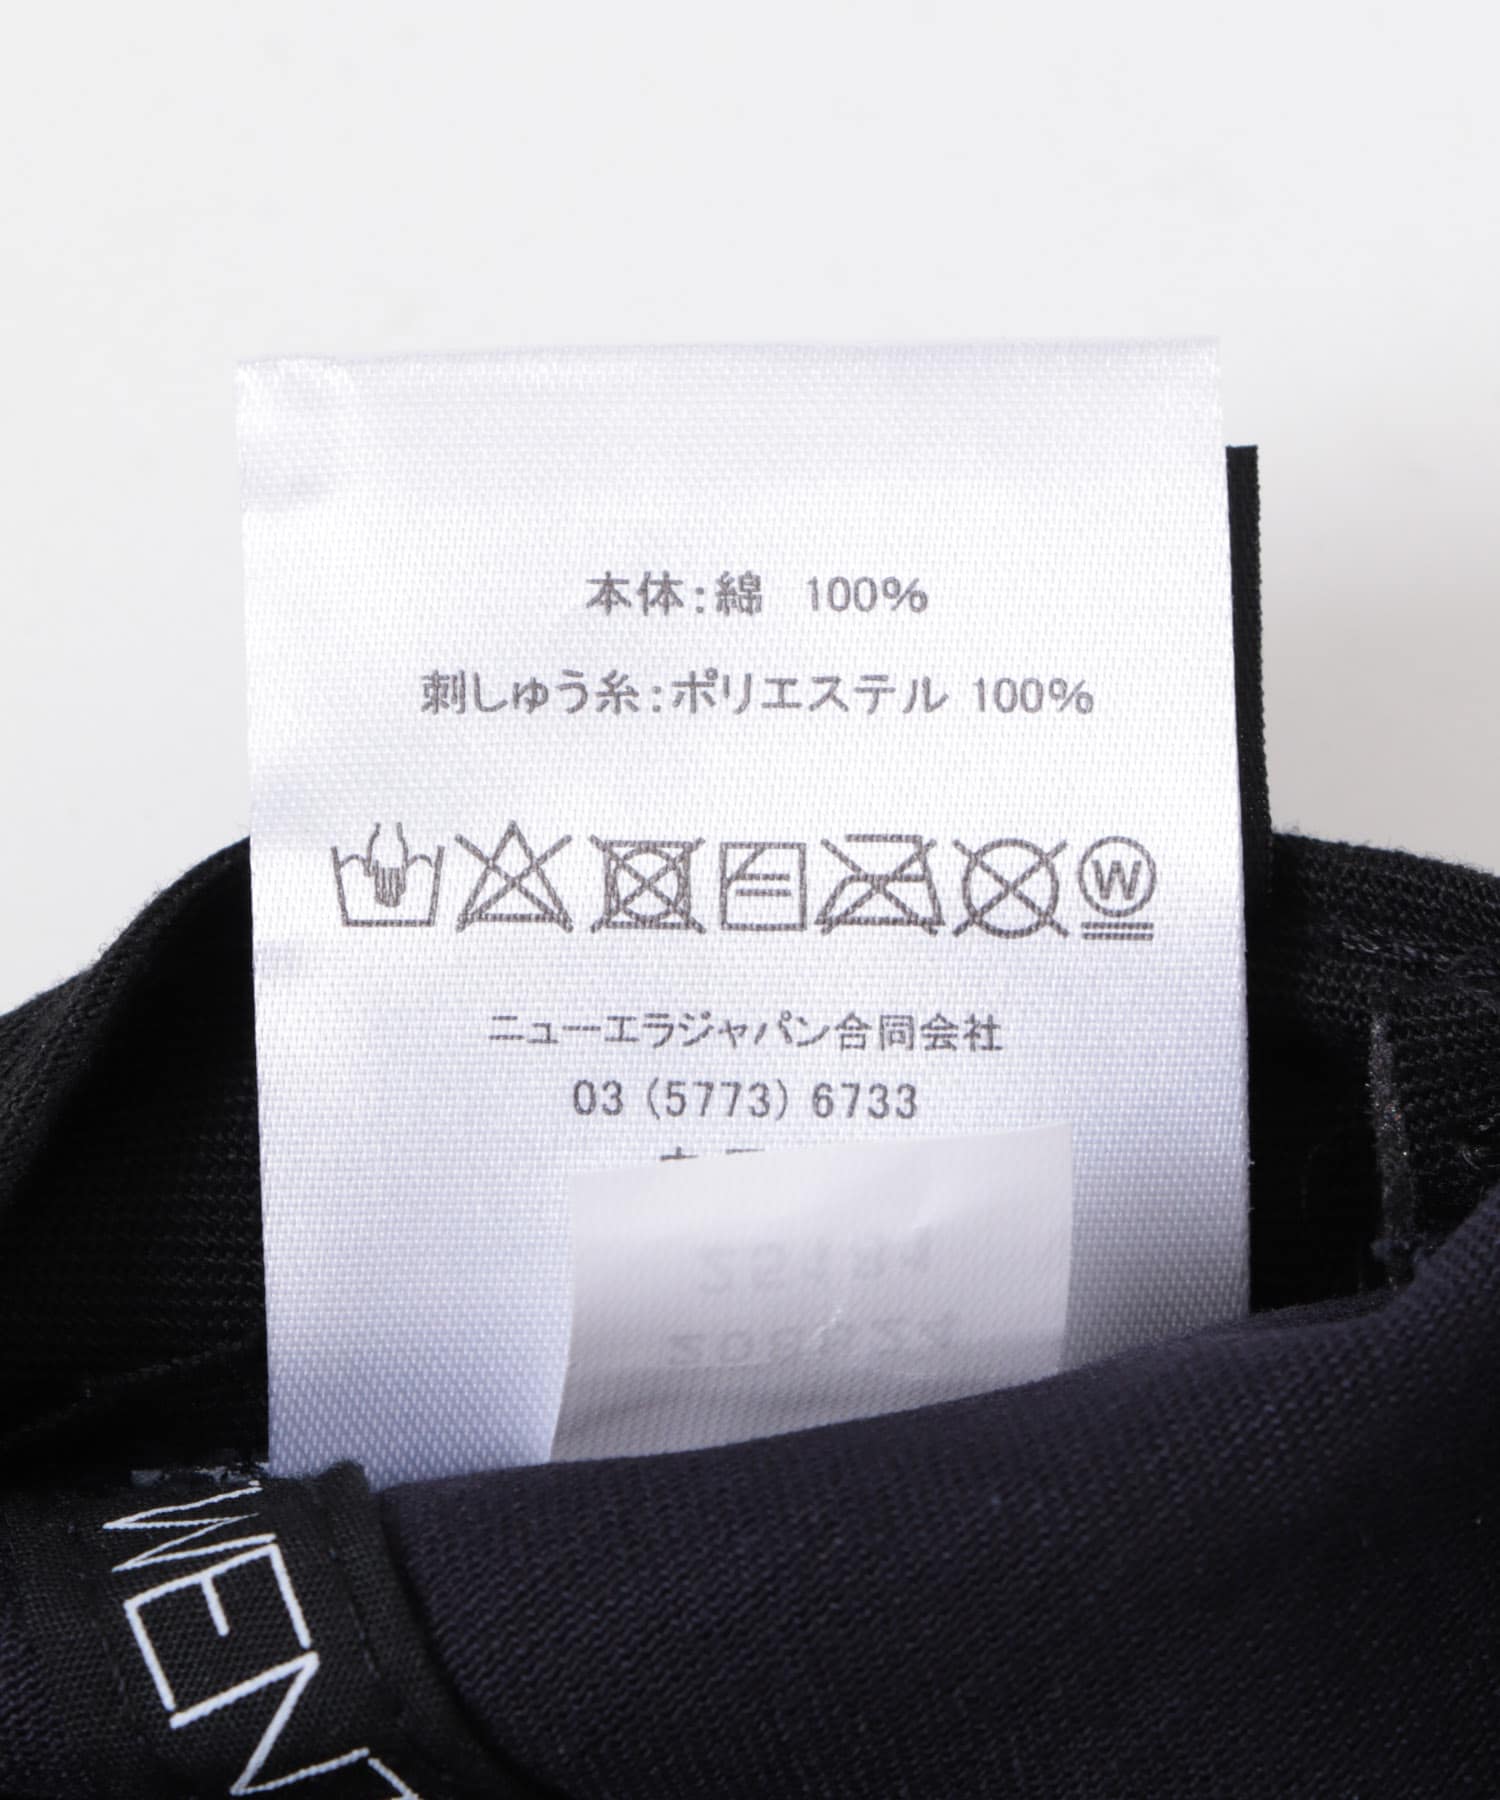 本体:綿 100%
刺しゅう糸:ポリエステル 100%
W
ニューエラジャパン合同会社
03 (5773) 6733
WENT